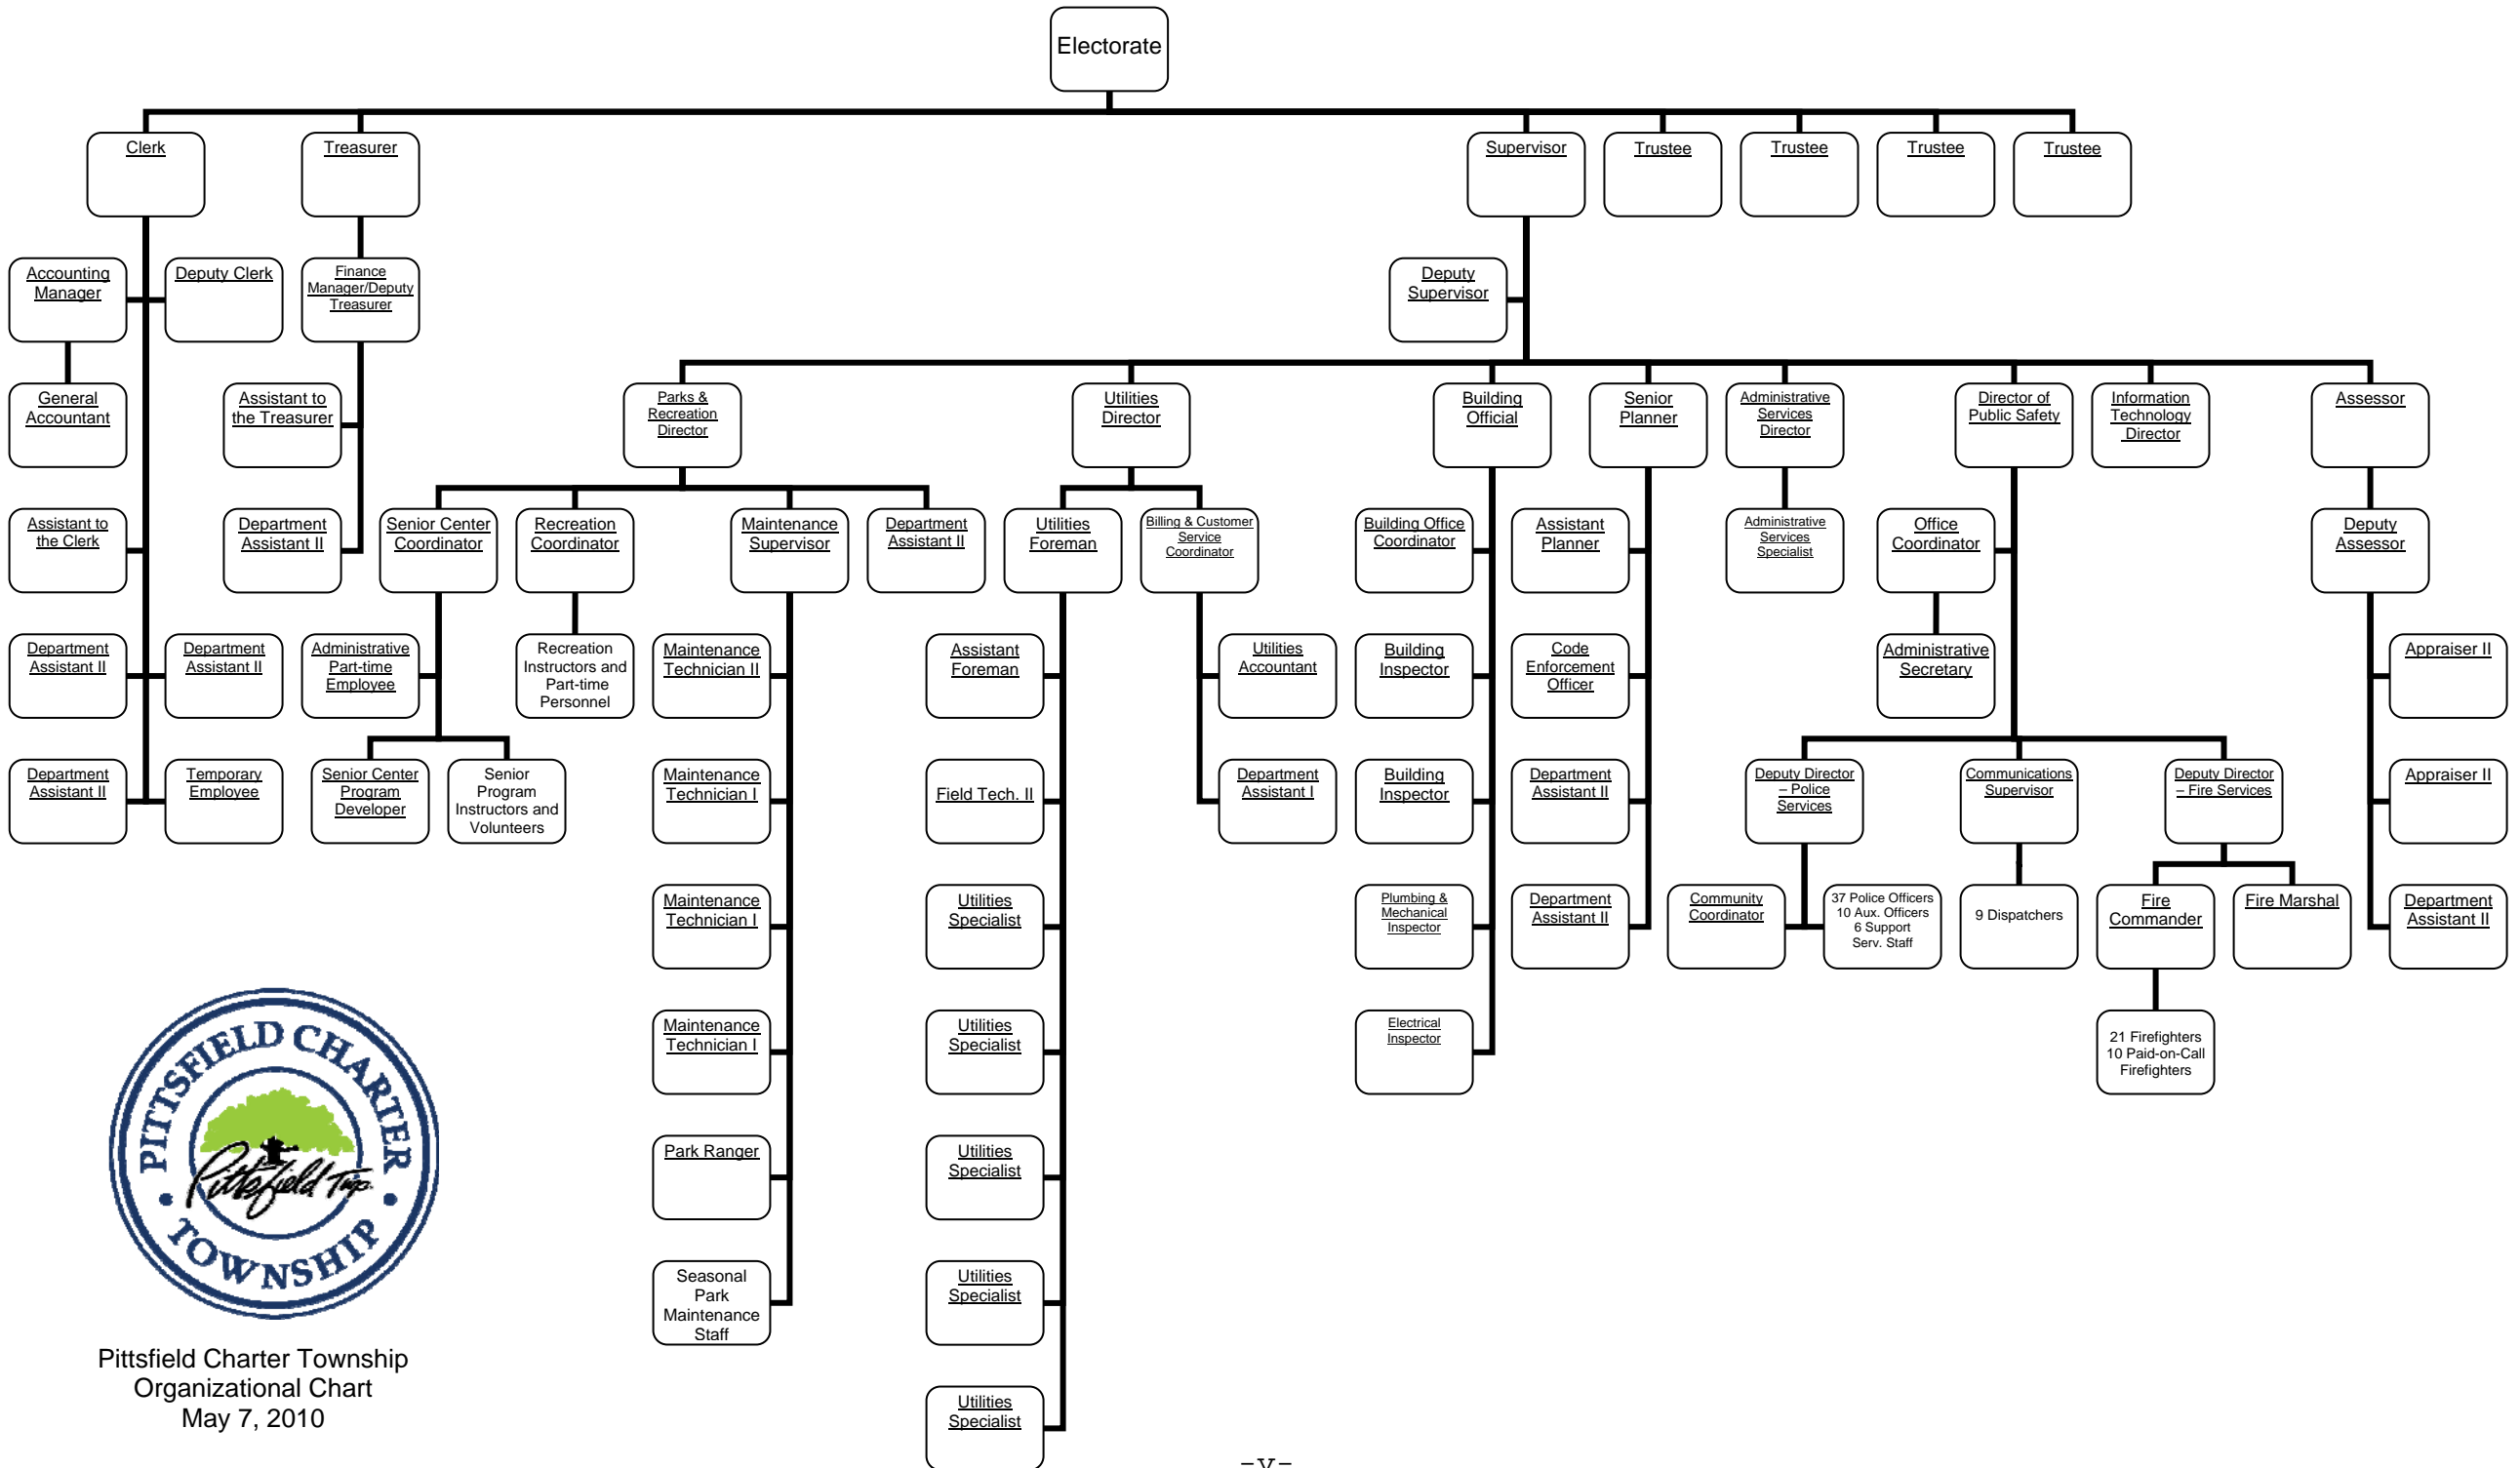 Electorate
Clerk
Treasurer
Supervisor
Trustee
Trustee
Trustee
Trustee
Accounting
Manager
Deputy Clerk
Finance
Manager/Deputy
Treasurer
Deputy
Supervisor
General
Accountant
Assistant to
the Treasurer
Parks &
Recreation
Director
Utilities
Director
Building
Official
Senior
Planner
Administrative
Services
Director
Director of
Public Safety
Information
Technology
Director
Assessor
Assistant to
the Clerk
Department
Assistant II
Senior Center
Coordinator
Recreation
Coordinator
Maintenance
Supervisor
Department
Assistant II
Utilities
Foreman
Billing & Customer
Service
Coordinator
Building Office
Coordinator
Assistant
Planner
Administrative
Services
Specialist
Office
Coordinator
Deputy
Assessor
Department
Assistant II
Department
Assistant II
Administrative
Part-time
Employee
Recreation
Instructors and
Part-time
Personnel
Maintenance
Technician II
Assistant
Foreman
Utilities
Accountant
Building
Inspector
Code
Enforcement
Officer
Administrative
Secretary
Appraiser II
Department
Assistant II
Temporary
Employee
Senior Center
Program
Developer
Senior
Program
Instructors and
Volunteers
Maintenance
Technician I
Field Tech. II
Department
Assistant I
Building
Inspector
Department
Assistant II
Deputy Director
– Police
Services
Communications
Supervisor
Deputy Director
– Fire Services
Appraiser II
Maintenance
Technician I
Utilities
Specialist
Plumbing &
Mechanical
Inspector
Department
Assistant II
Community
Coordinator
37 Police Officers
10 Aux. Officers
6 Support
Serv. Staff
9 Dispatchers
Fire
Commander
Fire Marshal
Department
Assistant II
Maintenance
Technician I
Utilities
Specialist
Electrical
Inspector
21 Firefighters
10 Paid-on-Call
Firefighters
Park Ranger
Utilities
Specialist
Seasonal
Park
Maintenance
Staff
Utilities
Specialist
Utilities
Specialist
PITTSFIELD CHARTER
Pittsfield Twp.
TOWNSHIP
Pittsfield Charter Township
Organizational Chart
May 7, 2010
-v-